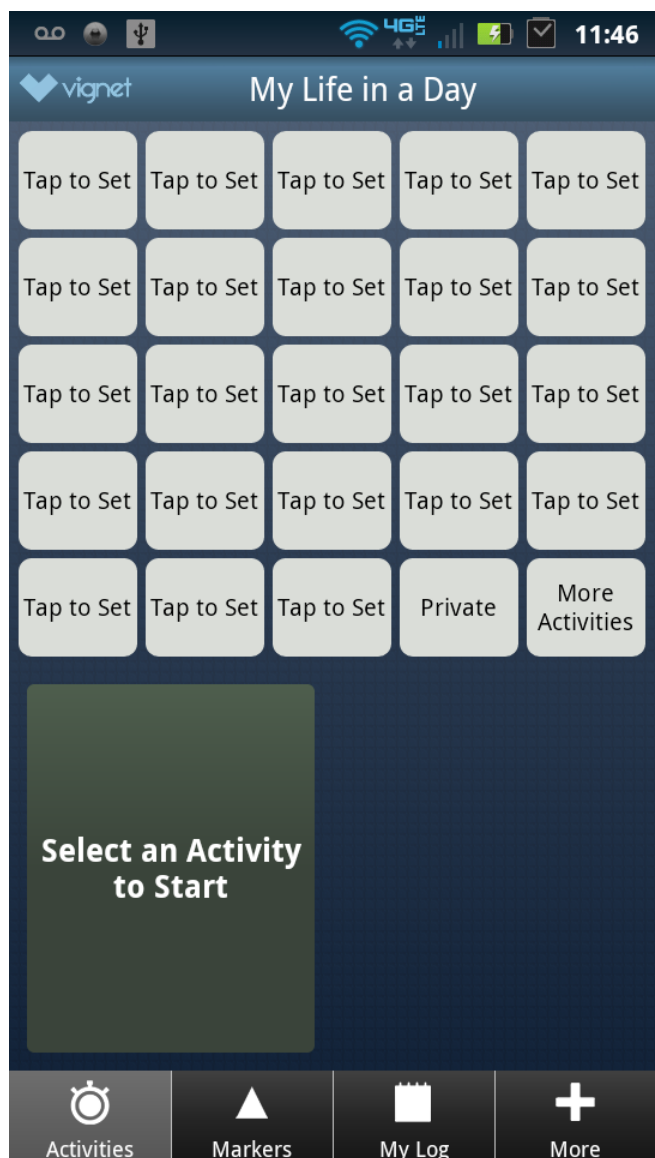 4G LTE 11:46
vignet My Life in a Day
Tap to Set Tap to Set Tap to Set Tap to Set Tap to Set
Tap to Set Tap to Set Tap to Set Tap to Set Tap to Set
Tap to Set Tap to Set Tap to Set Tap to Set Tap to Set
Tap to Set Tap to Set Tap to Set Tap to Set Tap to Set
Tap to Set Tap to Set Tap to Set Private More Activities
Select an Activity
to Start
Activities Markers My Log More